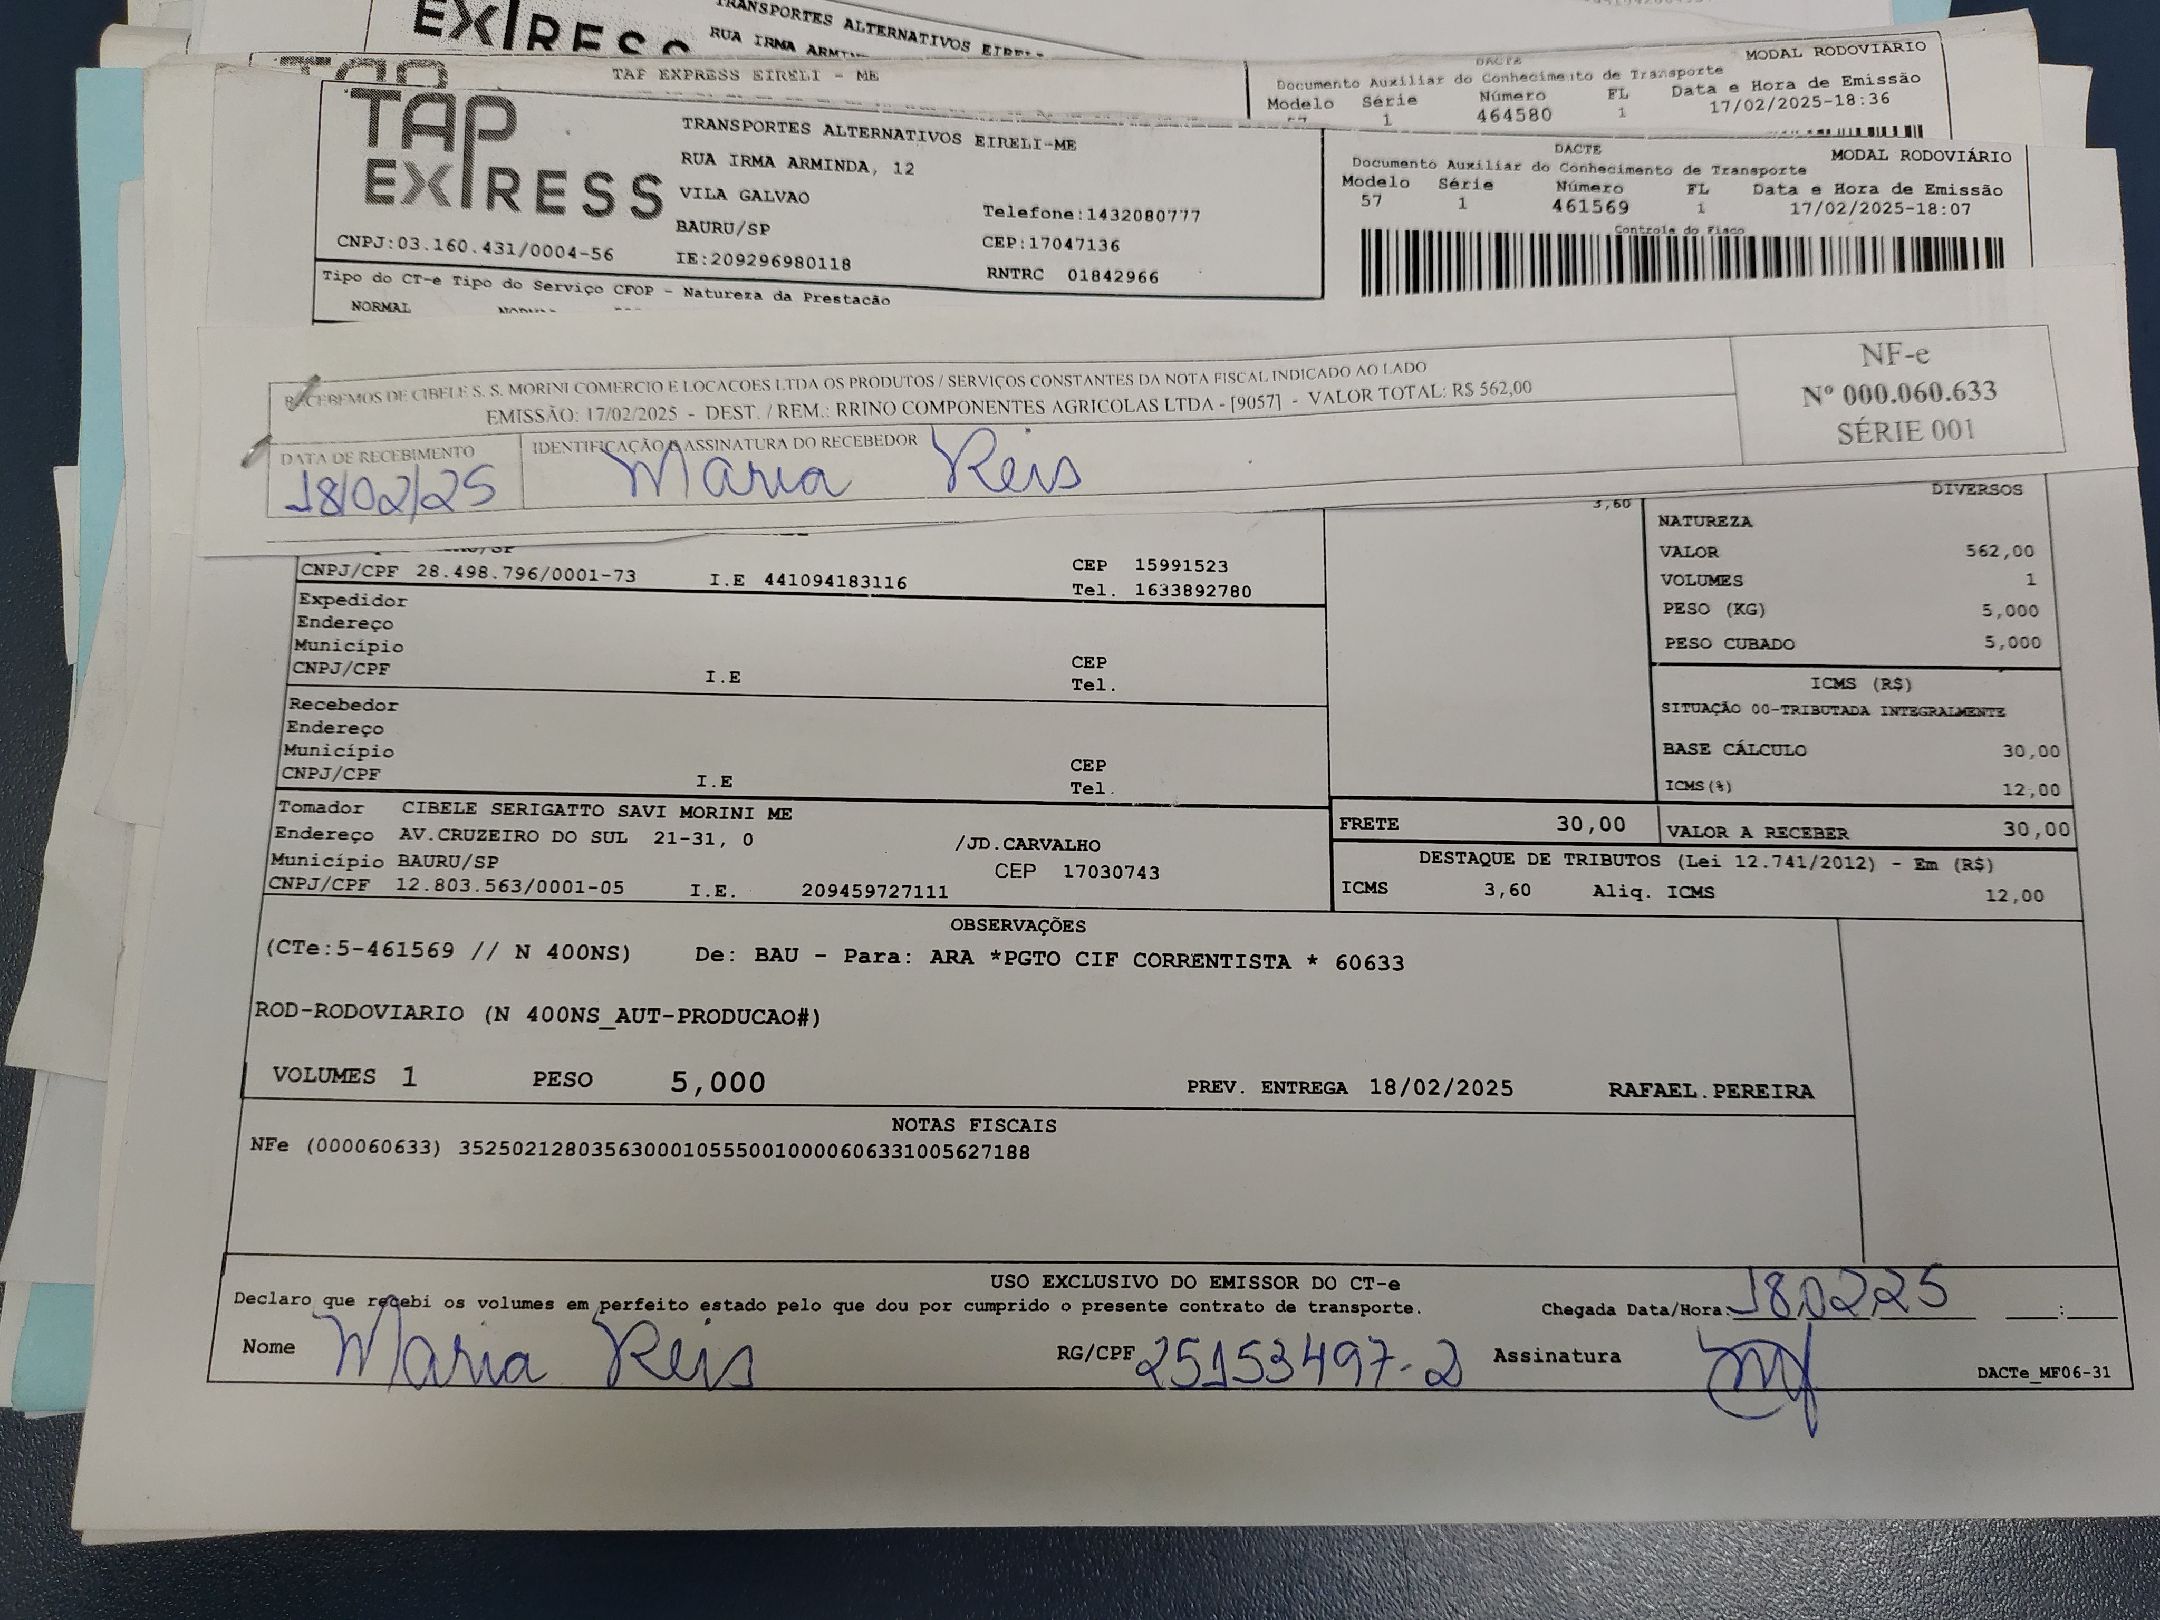 TRANSPORTES ALTERNATIVOS EIRELI
EXPRESS RUA IRMA
TAP EXPRESS EIRELI - ME
DACTE MODAL RODOVIÁRIO
Documento Auxiliar do Conhecimento de Transporte
Modelo Série Número FL Data e Hora de Emissão
57 1 464580 1 17/02/2025-18:36
TAP EXPRESS
TRANSPORTES ALTERNATIVOS EIRELI-ME
RUA IRMA ARMINDA, 12
VILA GALVAO
BAURU/SP
Telefone:1432080777
CNPJ:03.160.431/0004-56 IE:209296980118 CEP:17047136
RNTRC 01842966
DACTE MODAL RODOVIÁRIO
Documento Auxiliar do Conhecimento de Transporte
Modelo Série Número FL Data e Hora de Emissão
57 1 461569 1 17/02/2025-18:07
Controle do Fisco
Tipo do CT-e Tipo do Serviço CFOP - Natureza da Prestação
NORMAL
RECEBEMOS DE CIBELE S. S. MORINI COMERCIO E LOCACOES LTDA OS PRODUTOS / SERVIÇOS CONSTANTES DA NOTA FISCAL INDICADO AO LADO
EMISSÃO: 17/02/2025 - DEST. / REM.: RRINO COMPONENTES AGRICOLAS LTDA - [9057] - VALOR TOTAL: R$ 562,00
NF-e
Nº 000.060.633
SÉRIE 001
DATA DE RECEBIMENTO IDENTIFICAÇÃO E ASSINATURA DO RECEBEDOR
18/02/25 Maria Reis
3,60
DIVERSOS
NATUREZA
VALOR 562,00
VOLUMES 1
PESO (KG) 5,000
PESO CUBADO 5,000
CNPJ/CPF 28.498.796/0001-73 I.E 441094183116 CEP 15991523
Tel. 1633892780
Expedidor
Endereço
Município
CNPJ/CPF I.E CEP
Tel.
Recebedor
Endereço
Município
CNPJ/CPF I.E CEP
Tel.
ICMS (R$)
SITUAÇÃO 00-TRIBUTADA INTEGRALMENTE
BASE CÁLCULO 30,00
ICMS(%) 12,00
Tomador CIBELE SERIGATTO SAVI MORINI ME
Endereço AV.CRUZEIRO DO SUL 21-31, 0 /JD.CARVALHO
Município BAURU/SP CEP 17030743
CNPJ/CPF 12.803.563/0001-05 I.E. 209459727111
FRETE 30,00 VALOR A RECEBER 30,00
DESTAQUE DE TRIBUTOS (Lei 12.741/2012) - Em (R$)
ICMS 3,60 Aliq. ICMS 12,00
OBSERVAÇÕES
(CTe:5-461569 // N 400NS) De: BAU - Para: ARA *PGTO CIF CORRENTISTA * 60633
ROD-RODOVIARIO (N 400NS_AUT-PRODUCAO#)
VOLUMES 1 PESO 5,000 PREV. ENTREGA 18/02/2025 RAFAEL.PEREIRA
NOTAS FISCAIS
NFe (000060633) 35250212803563000105550010000606331005627188
USO EXCLUSIVO DO EMISSOR DO CT-e
Declaro que recebi os volumes em perfeito estado pelo que dou por cumprido o presente contrato de transporte. Chegada Data/Hora: 180225 :
Nome Maria Reis RG/CPF 25153497-2 Assinatura
DACTe_MF06-31